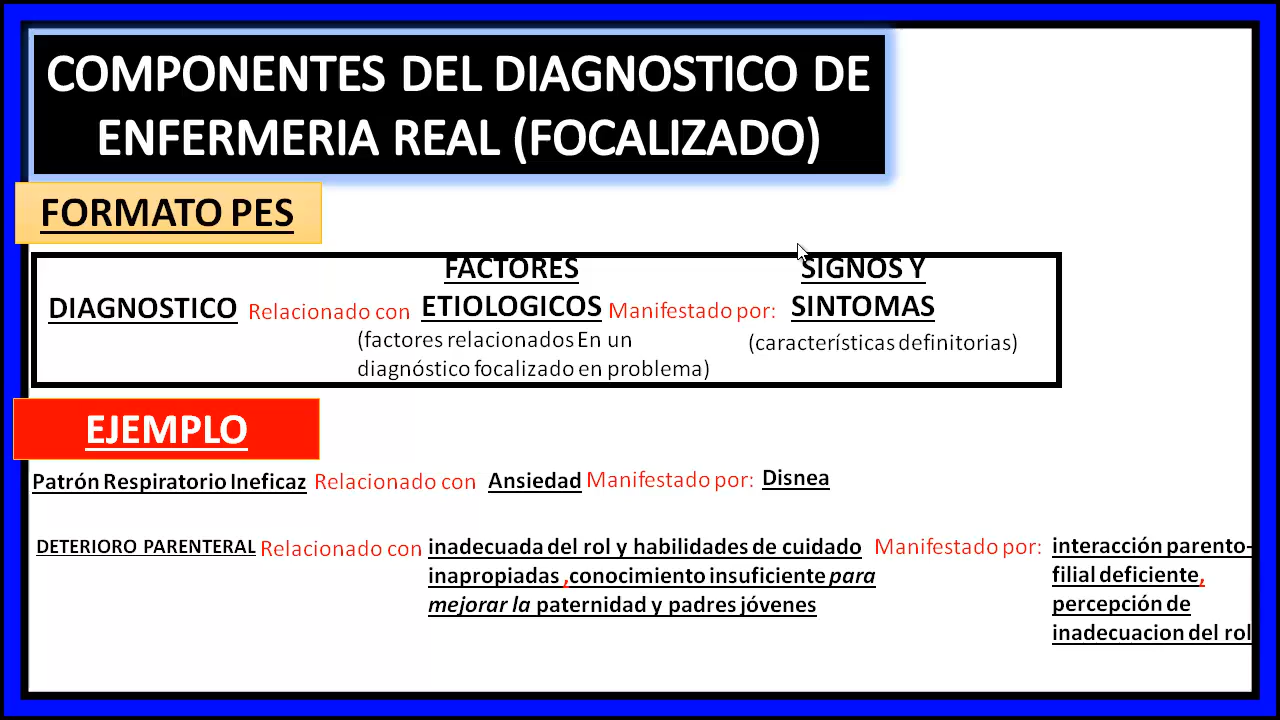 COMPONENTES DEL DIAGNOSTICO DE
ENFERMERIA REAL (FOCALIZADO)
FORMATO PES
DIAGNOSTICO Relacionado con FACTORES
ETIOLOGICOS Manifestado por: SIGNOS Y
SINTOMAS
(factores relacionados En un
diagnóstico focalizado en problema)
(características definitorias)
EJEMPLO
Patrón Respiratorio Ineficaz Relacionado con Ansiedad Manifestado por: Disnea
DETERIORO PARENTERAL Relacionado con inadecuada del rol y habilidades de cuidado
inapropiadas ,conocimiento insuficiente para
mejorar la paternidad y padres jóvenes
Manifestado por: interacción parento-
filial deficiente,
percepción de
inadecuacion del rol